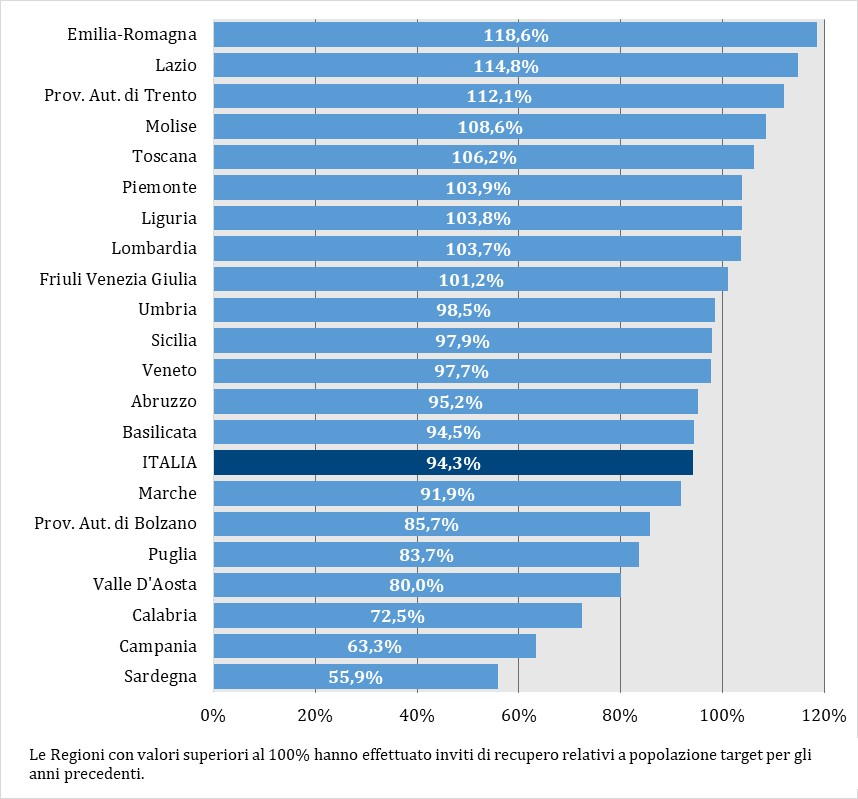 Emilia-Romagna 118,6%
Lazio 114,8%
Prov. Aut. di Trento 112,1%
Molise 108,6%
Toscana 106,2%
Piemonte 103,9%
Liguria 103,8%
Lombardia 103,7%
Friuli Venezia Giulia 101,2%
Umbria 98,5%
Sicilia 97,9%
Veneto 97,7%
Abruzzo 95,2%
Basilicata 94,5%
ITALIA 94,3%
Marche 91,9%
Prov. Aut. di Bolzano 85,7%
Puglia 83,7%
Valle D'Aosta 80,0%
Calabria 72,5%
Campania 63,3%
Sardegna 55,9%
0% 20% 40% 60% 80% 100% 120%
Le Regioni con valori superiori al 100% hanno effettuato inviti di recupero relativi a popolazione target per gli
anni precedenti.